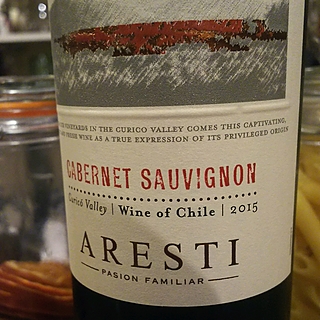 VINEYARDS IN THE CURICO VALLEY COMES THIS CAPTIVATING,
WINE AS A TRUE EXPRESSION OF ITS PRIVILEGED ORIGIN
CABERNET SAUVIGNON
Curicó Valley | Wine of Chile | 2015
ARESTI
PASION FAMILIAR